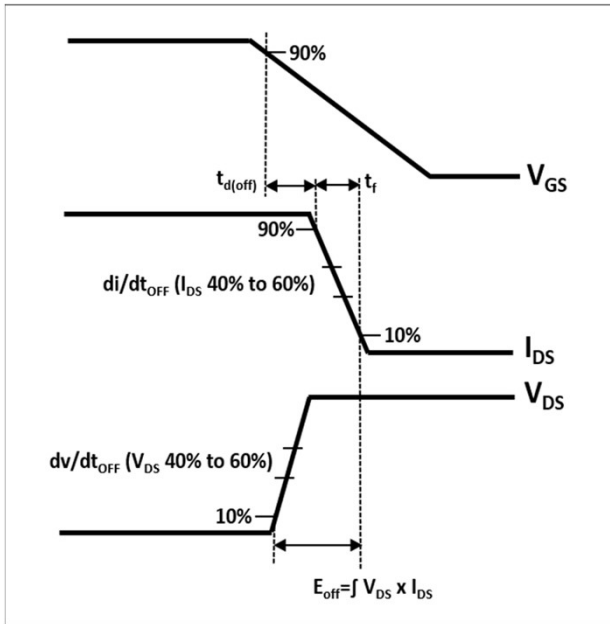 90%
V_GS
t_d(off)
t_f
90%
di/dt_OFF (I_DS 40% to 60%)
10%
I_DS
V_DS
dv/dt_OFF (V_DS 40% to 60%)
10%
E_off=∫ V_DS x I_DS